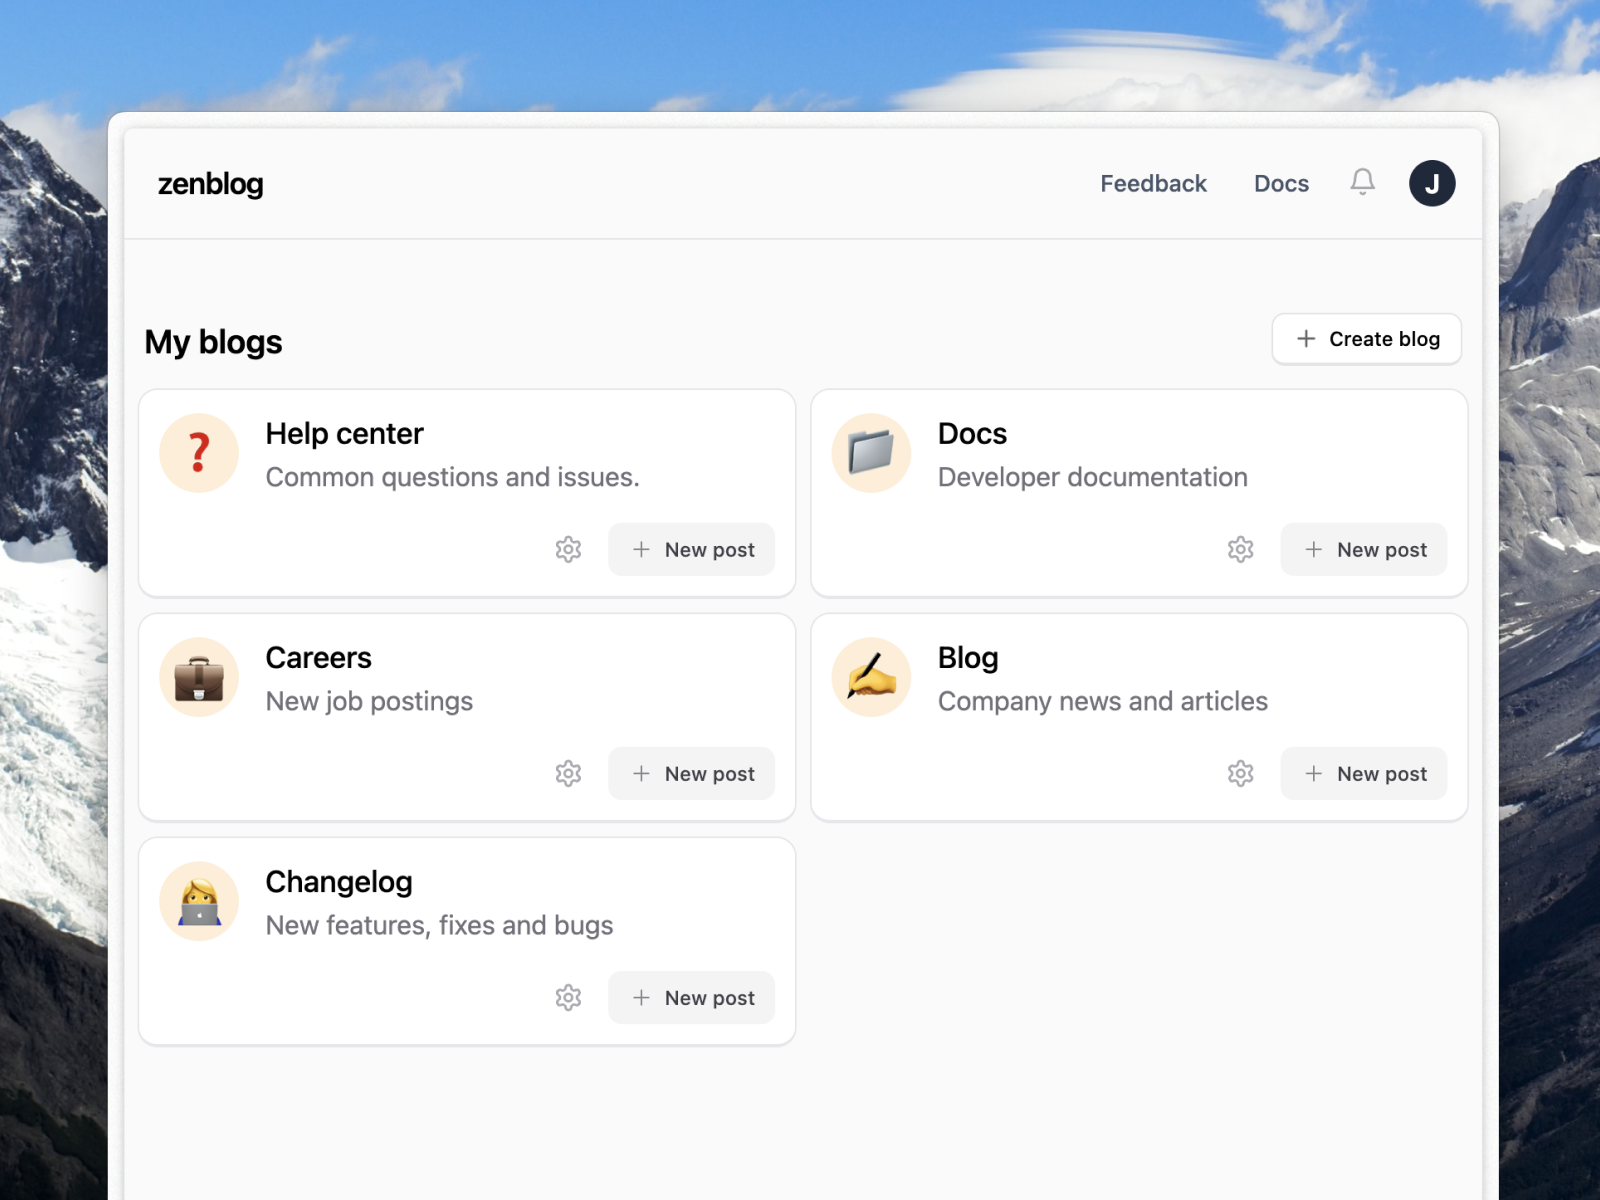 zenblog
Feedback
Docs
J
My blogs
Create blog
Help center
Common questions and issues.
New post
Docs
Developer documentation
New post
Careers
New job postings
New post
Blog
Company news and articles
New post
Changelog
New features, fixes and bugs
New post